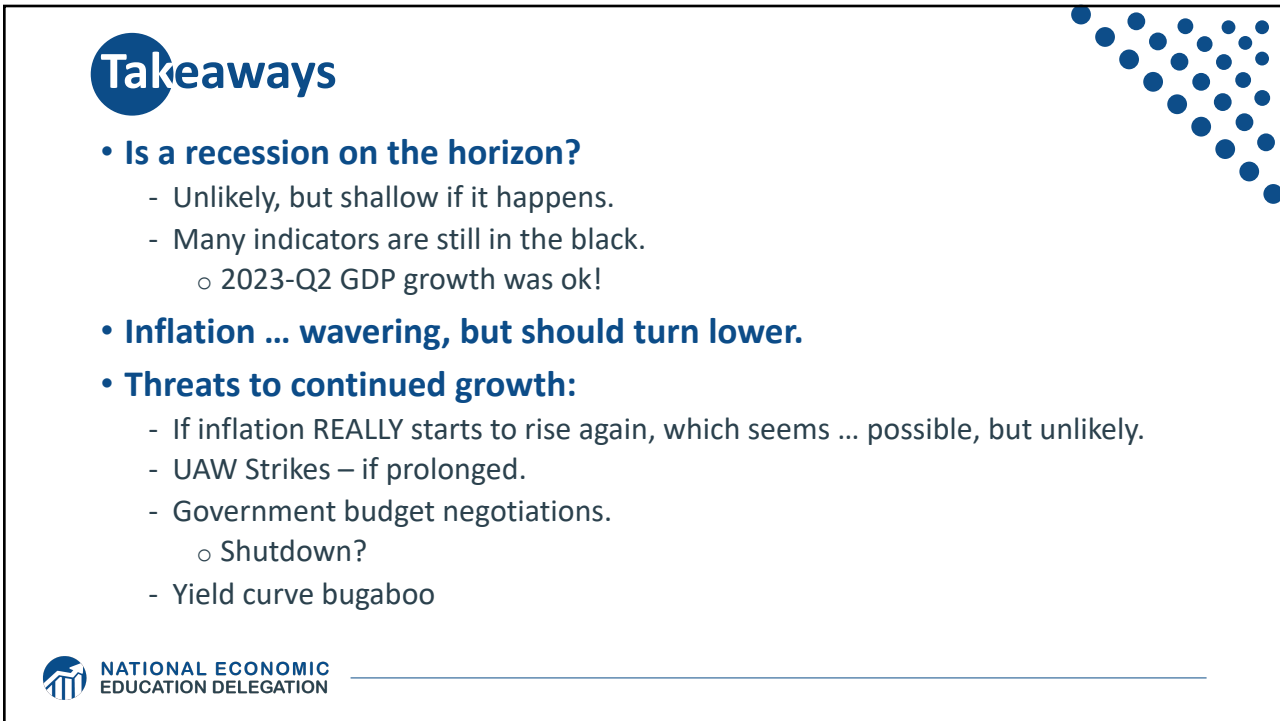 Takeaways
• Is a recession on the horizon?
- Unlikely, but shallow if it happens.
- Many indicators are still in the black.
o 2023-Q2 GDP growth was ok!
• Inflation … wavering, but should turn lower.
• Threats to continued growth:
- If inflation REALLY starts to rise again, which seems … possible, but unlikely.
- UAW Strikes – if prolonged.
- Government budget negotiations.
o Shutdown?
- Yield curve bugaboo
NATIONAL ECONOMIC
EDUCATION DELEGATION